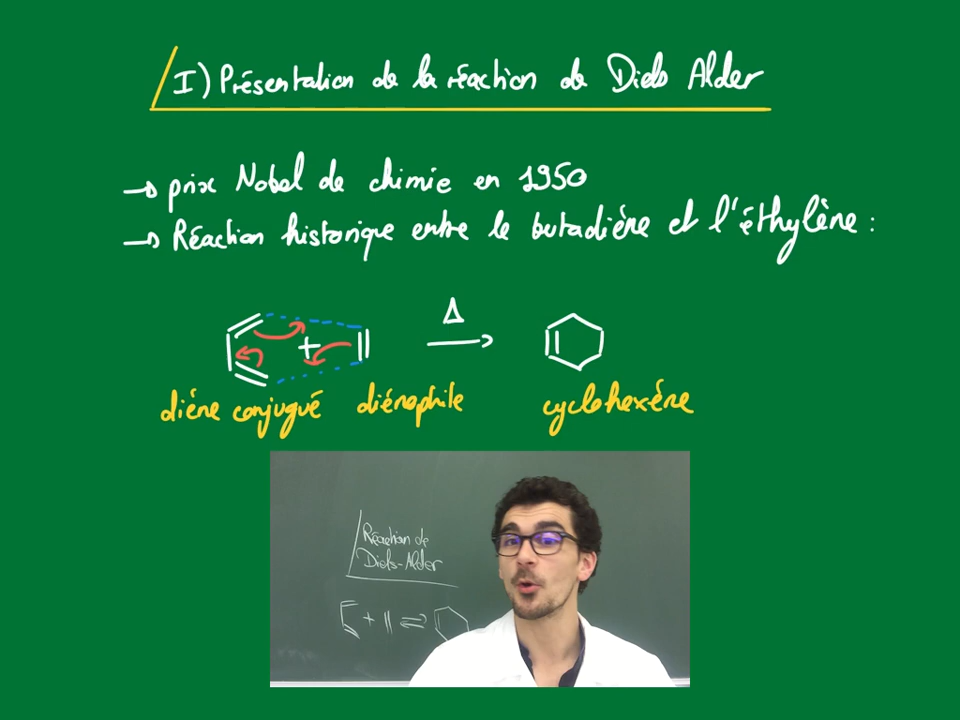 I) Présentation de la réaction de Diels Alder
→ prix Nobel de chimie en 1950
→ Réaction historique entre le butadiène et l'éthylène :
+ Δ →
diène conjugué diénophile cyclohexène
Réaction de
Diels-Alder
+ ⇌